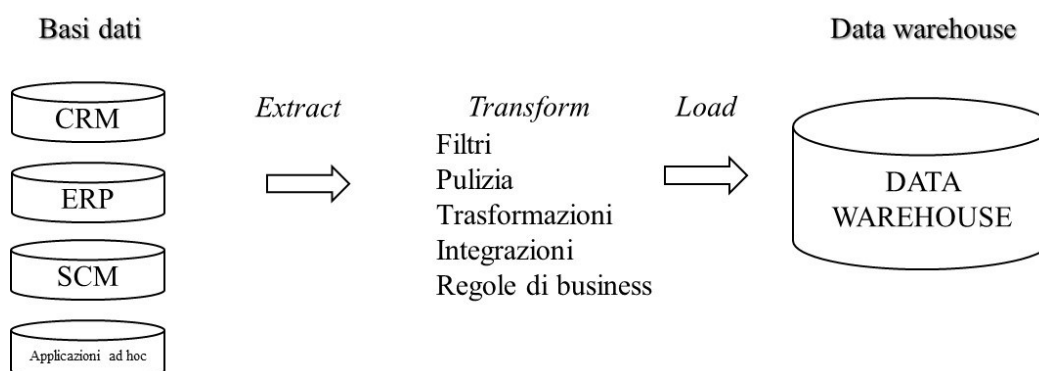 Basi dati
Data warehouse
CRM
ERP
SCM
Applicazioni ad hoc
Extract
Transform
Filtri
Pulizia
Trasformazioni
Integrazioni
Regole di business
Load
DATA
WAREHOUSE